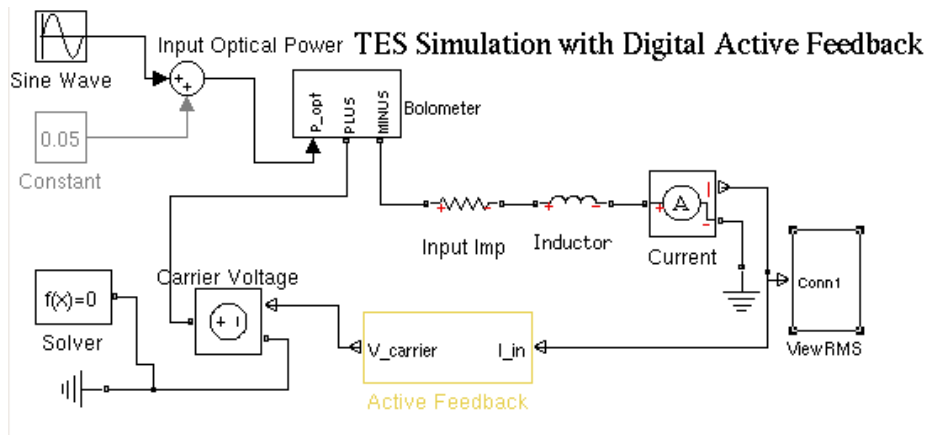 Input Optical Power TES Simulation with Digital Active Feedback
Sine Wave
+
+
P_opt
PLUS
MINUS
Bolometer
0.05
Constant
+ -
Input Imp
+ -
Inductor
+ A I -
Current
Conn1
ViewRMS
Carrier Voltage
+ I
f(x)=0
Solver
V_carrier I_in
Active Feedback